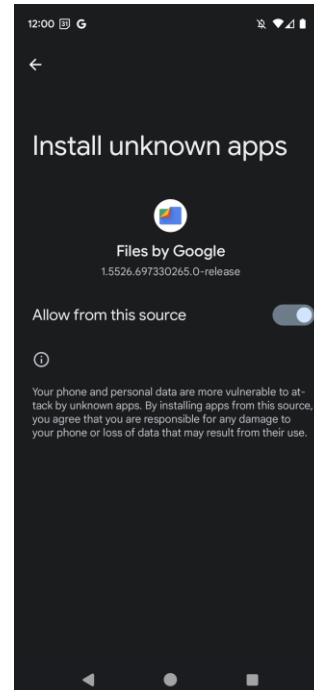 12:00 31 G
Install unknown apps
Files by Google
1.5526.697330265.0-release
Allow from this source
Your phone and personal data are more vulnerable to at-
tack by unknown apps. By installing apps from this source,
you agree that you are responsible for any damage to
your phone or loss of data that may result from their use.